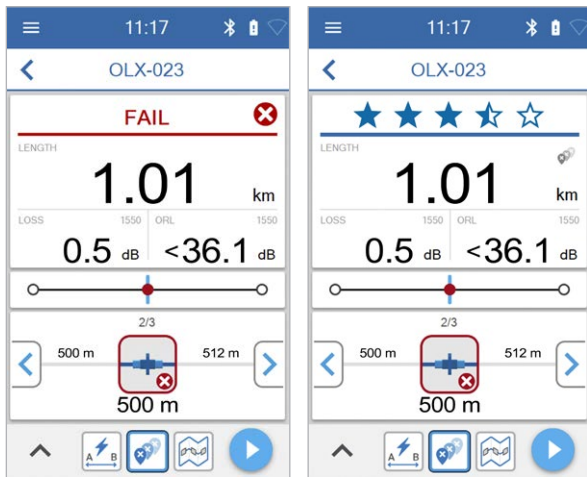 11:17
OLX-023
FAIL
LENGTH
1.01 km
LOSS 1550 ORL 1550
0.5 dB <36.1 dB
2/3
500 m 512 m
500 m
A B
11:17
OLX-023
LENGTH
1.01 km
LOSS 1550 ORL 1550
0.5 dB <36.1 dB
2/3
500 m 512 m
500 m
A B